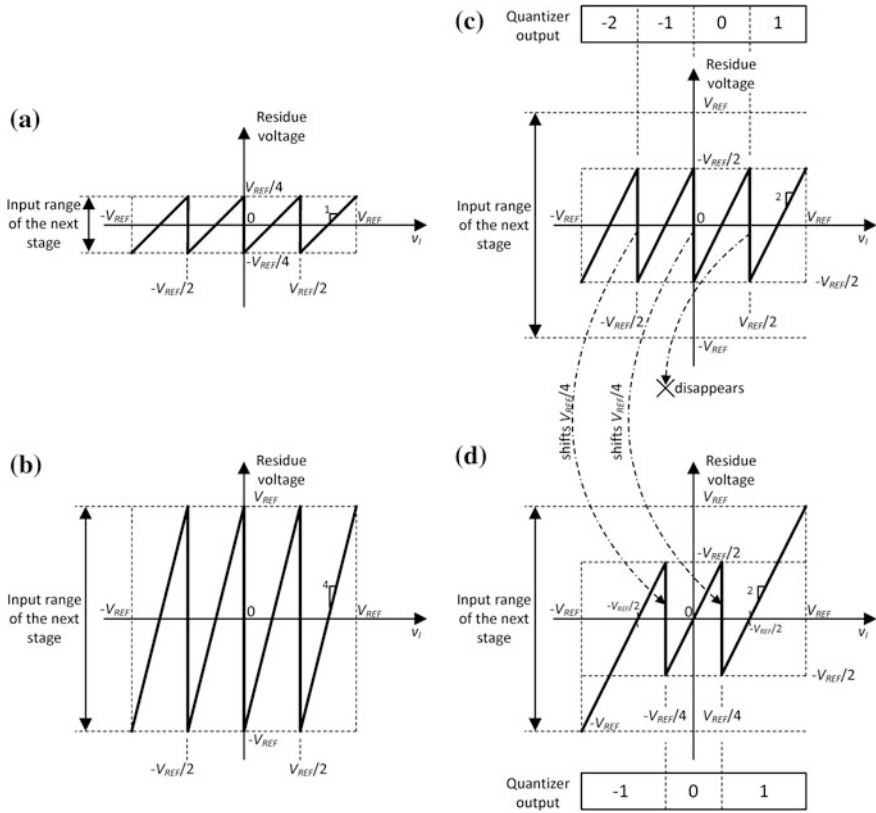 (a)
Residue
voltage
V_REF/4
-V_REF
0
1
V_REF
Input range
of the next
stage
v_I
-V_REF/4
-V_REF/2
V_REF/2
(b)
Residue
voltage
V_REF
4
-V_REF
0
V_REF
Input range
of the next
stage
v_I
-V_REF
-V_REF/2
V_REF/2
(c)
Quantizer
output
-2
-1
0
1
Residue
voltage
V_REF
-V_REF/2
2
-V_REF
0
V_REF
Input range
of the next
stage
v_I
-V_REF/2
-V_REF/2
V_REF/2
-V_REF
disappears
shifts V_REF/4
shifts V_REF/4
(d)
Residue
voltage
V_REF
-V_REF/2
2
-V_REF
-V_REF/2
0
V_REF
Input range
of the next
stage
-V_REF/2
v_I
-V_REF/2
-V_REF
-V_REF/4
V_REF/4
Quantizer
output
-1
0
1